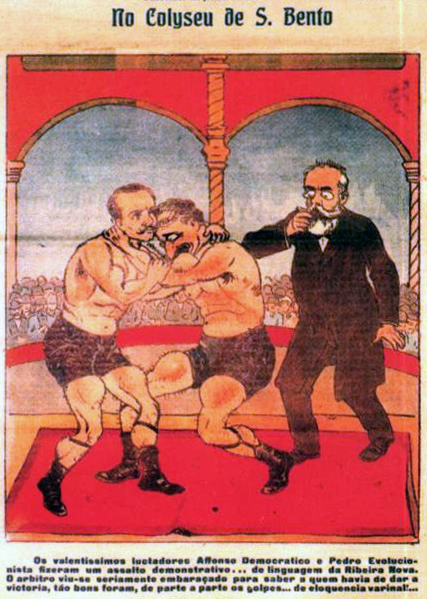 No Colyseu de S. Bento
Os valentissimos luctadores Affonso Democratico e Pedro Evolucio-
nista fizeram um assalto demonstrativo... de linguagem da Ribeira Nova.
O arbitro viu-se seriamente embaraçado para saber a quem havia de dar a
victoria, tão bons foram, de parte a parte os golpes... de eloquencia varinal!...